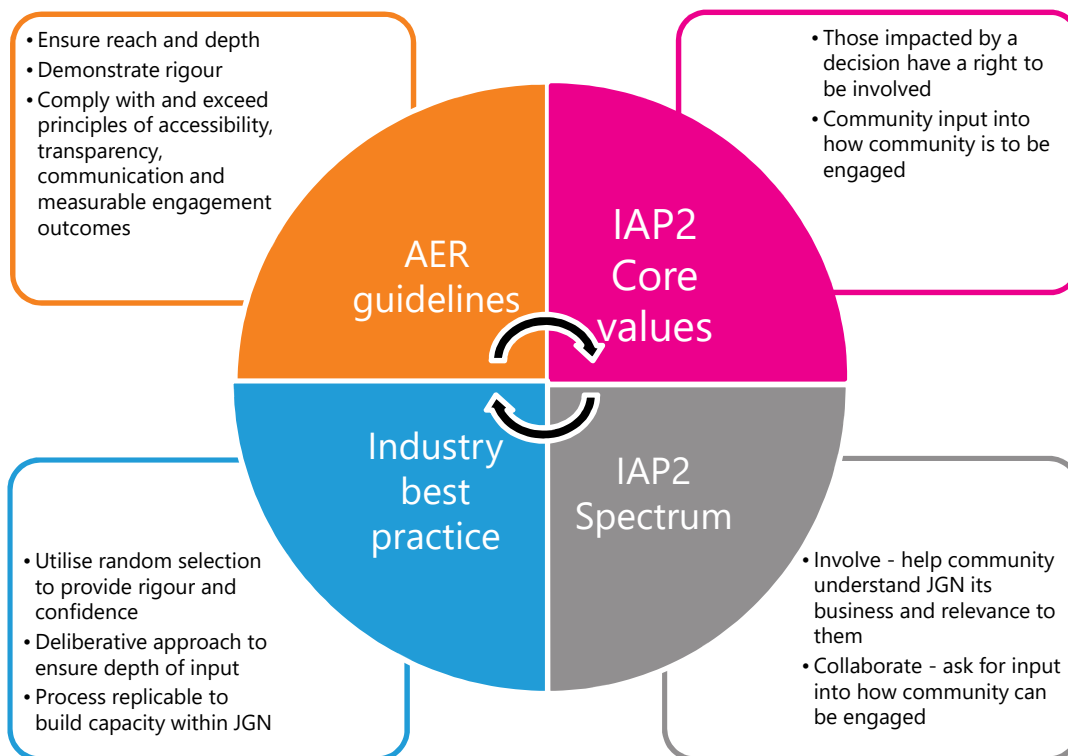 • Ensure reach and depth
• Demonstrate rigour
• Comply with and exceed
principles of accessibility,
transparency,
communication and
measurable engagement
outcomes
• Those impacted by a
decision have a right to
be involved
• Community input into
how community is to be
engaged
AER
guidelines
IAP2
Core
values
Industry
best
practice
IAP2
Spectrum
• Utilise random selection
to provide rigour and
confidence
• Deliberative approach to
ensure depth of input
• Process replicable to
build capacity within JGN
• Involve - help community
understand JGN its
business and relevance to
them
• Collaborate - ask for input
into how community can
be engaged